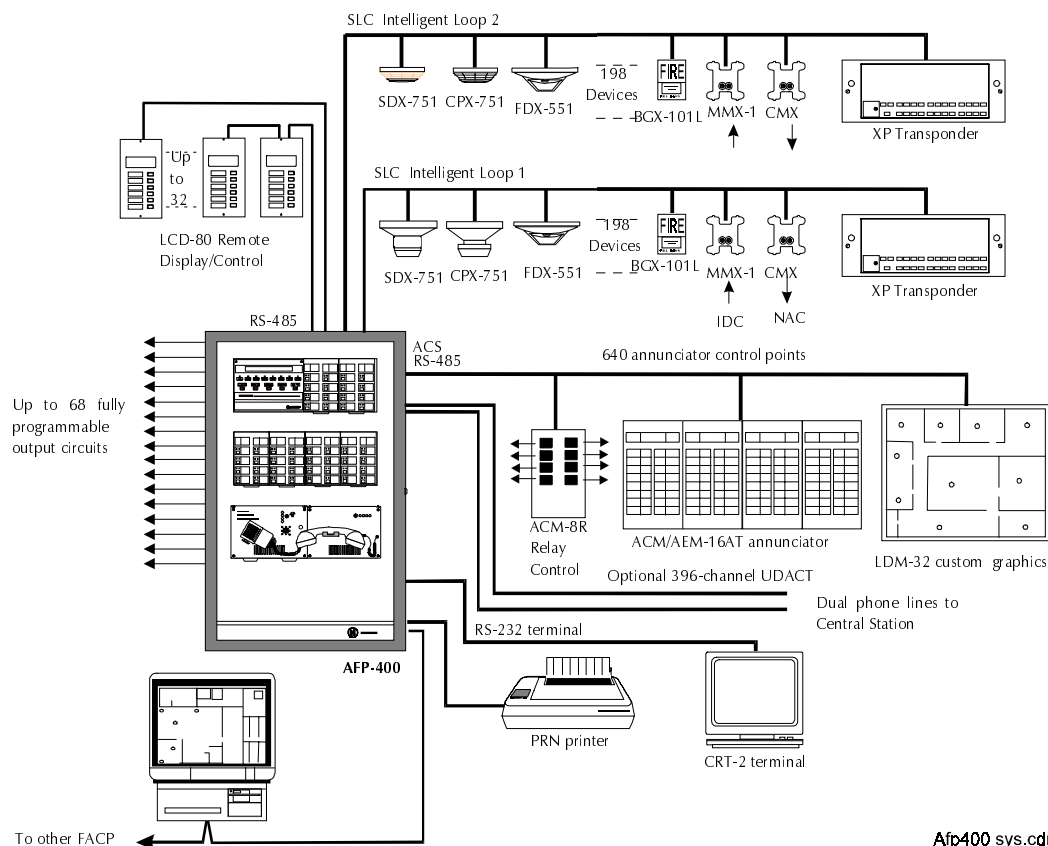 SLC Intelligent Loop 2
SDX-751
CPX-751
FDX-551
198
Devices
FIRE
BGX-101L
MMX-1
CMX
XP Transponder
Up
to
32
LCD-80 Remote
Display/Control
SLC Intelligent Loop 1
SDX-751
CPX-751
FDX-551
198
Devices
FIRE
BGX-101L
MMX-1
CMX
XP Transponder
IDC
NAC
RS-485
ACS
RS-485
640 annunciator control points
Up to 68 fully
programmable
output circuits
ACM-8R
Relay
Control
ACM/AEM-16AT annunciator
LDM-32 custom graphics
Optional 396-channel UDACT
Dual phone lines to
Central Station
RS-232 terminal
AFP-400
PRN printer
CRT-2 terminal
To other FACP
Afp400 sys.cdr